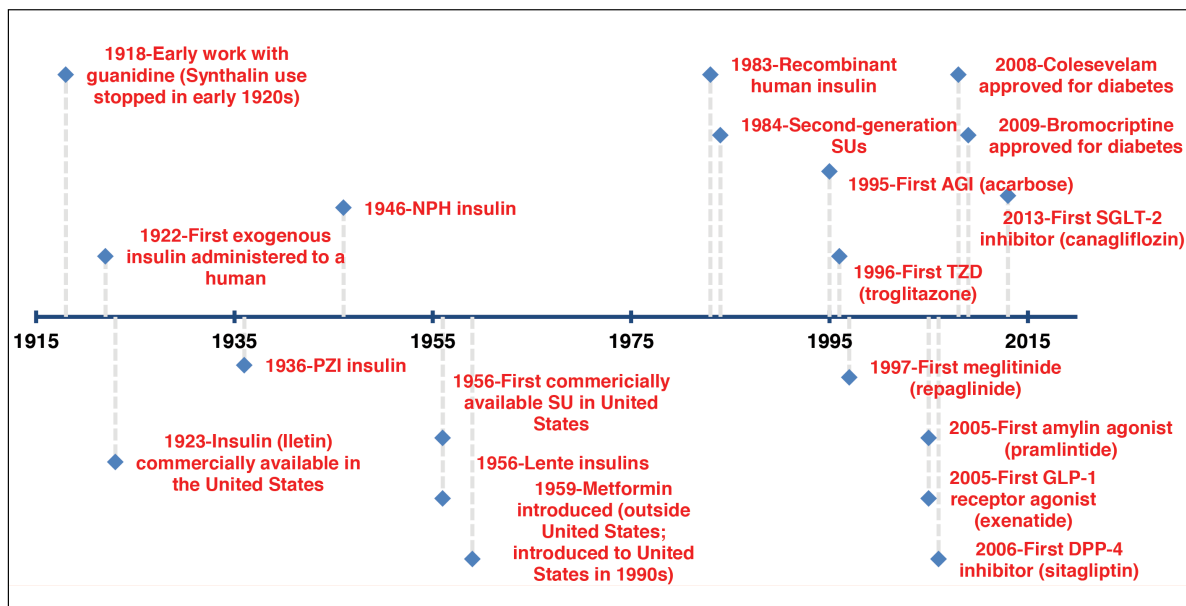 1918-Early work with
guanidine (Synthalin use
stopped in early 1920s)
1983-Recombinant
human insulin
2008-Colesevelam
approved for diabetes
1984-Second-generation
SUs
2009-Bromocriptine
approved for diabetes
1946-NPH insulin
1995-First AGI (acarbose)
1922-First exogenous
insulin administered to a
human
2013-First SGLT-2
inhibitor (canagliflozin)
1996-First TZD
(troglitazone)
1915
1935
1955
1975
1995
2015
1936-PZI insulin
1997-First meglitinide
(repaglinide)
1956-First commericially
available SU in United
States
1923-Insulin (Iletin)
commercially available in
the United States
2005-First amylin agonist
(pramlintide)
1956-Lente insulins
1959-Metformin
introduced (outside
United States;
introduced to United
States in 1990s)
2005-First GLP-1
receptor agonist
(exenatide)
2006-First DPP-4
inhibitor (sitagliptin)